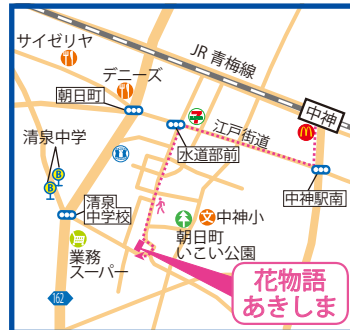 サイゼリヤ
JR 青梅線
デニーズ
朝日町
中神
7
ELEVEn
M
江戸街道
清泉中学
水道部前
B
B
中神駅南
清泉
中学校
文
中神小
朝日町
いこい公園
業務
スーパー
花物語
あきしま
162